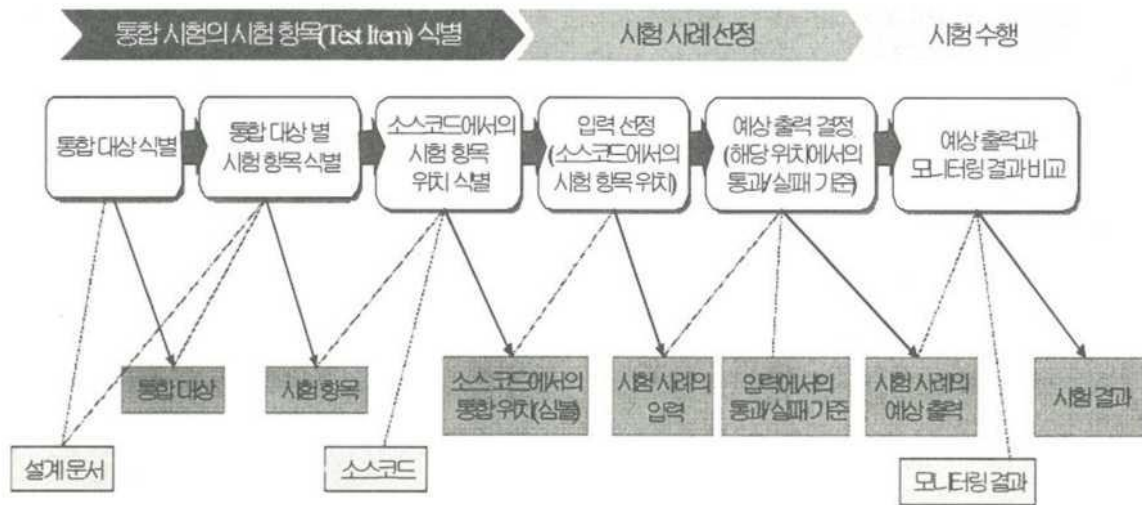 통합 시험의 시험 항목(Test Item) 식별
시험 사례 선정
시험 수행
통합 대상 식별
통합 대상 별
시험 항목 식별
소스코드에서의
시험 항목
위치 식별
입력 선정
(소스코드에서의
시험 항목 위치)
예상 출력 결정
(해당 위치에서의
통과/실패 기준)
예상 출력과
모니터링 결과 비교
통합 대상
시험 항목
소스코드에서의
통합 위치(심볼)
시험 사례의
입력
입력에서의
통과/실패 기준
시험 사례의
예상 출력
시험 결과
설계 문서
소스코드
모니터링 결과